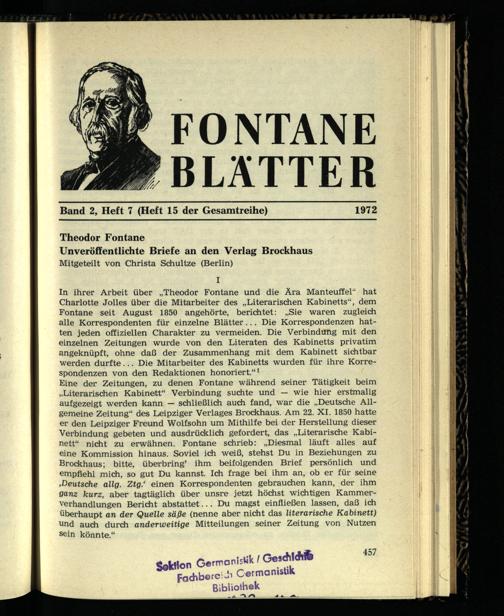 FONTANE
BLÄTTER
Band 2, Heft 7 (Heft 15 der Gesamtreihe) 1972
Theodor Fontane
Unveröffentlichte Briefe an den Verlag Brockhaus
Mitgeteilt von Christa Schultze (Berlin)
I
In ihrer Arbeit über „Theodor Fontane und die Ära Manteuffel“ hat
Charlotte Jolles über die Mitarbeiter des „Literarischen Kabinetts“, dem
Fontane seit August 1850 angehörte, berichtet: „Sie waren zugleich
alle Korrespondenten für einzelne Blätter... Die Korrespondenzen hat-
ten jeden offiziellen Charakter zu vermeiden. Die Verbindung mit den
einzelnen Zeitungen wurde von den Literaten des Kabinetts privatim
angeknüpft, ohne daß der Zusammenhang mit dem Kabinett sichtbar
werden durfte... Die Mitarbeiter des Kabinetts wurden für ihre Korre-
spondenzen von den Redaktionen honoriert.“¹
Eine der Zeitungen, zu denen Fontane während seiner Tätigkeit beim
„Literarischen Kabinett“ Verbindung suchte und — wie hier erstmalig
aufgezeigt werden kann — schließlich auch fand, war die „Deutsche All-
gemeine Zeitung“ des Leipziger Verlages Brockhaus. Am 22. XI. 1850 hatte
er den Leipziger Freund Wolfsohn um Mithilfe bei der Herstellung dieser
Verbindung gebeten und ausdrücklich gefordert, das „Literarische Kabi-
nett“ nicht zu erwähnen. Fontane schrieb: „Diesmal läuft alles auf
eine Kommission hinaus. Soviel ich weiß, stehst Du in Beziehungen zu
Brockhaus; bitte, überbring' ihm beifolgenden Brief persönlich und
empfiehl mich, so gut Du kannst. Ich frage bei ihm an, ob er für seine
‚Deutsche allg. Ztg.‘ einen Korrespondenten gebrauchen kann, der ihm
ganz kurz, aber tagtäglich über unsre jetzt höchst wichtigen Kammer-
verhandlungen Bericht abstattet... Du magst einfließen lassen, daß ich
überhaupt an der Quelle säße (nenne aber nicht das literarische Kabinett)
und auch durch anderweitige Mitteilungen seiner Zeitung von Nutzen
sein könnte.“
457
Sektion Germanistik / Geschichte
Fachbereich Germanistik
Bibliothek